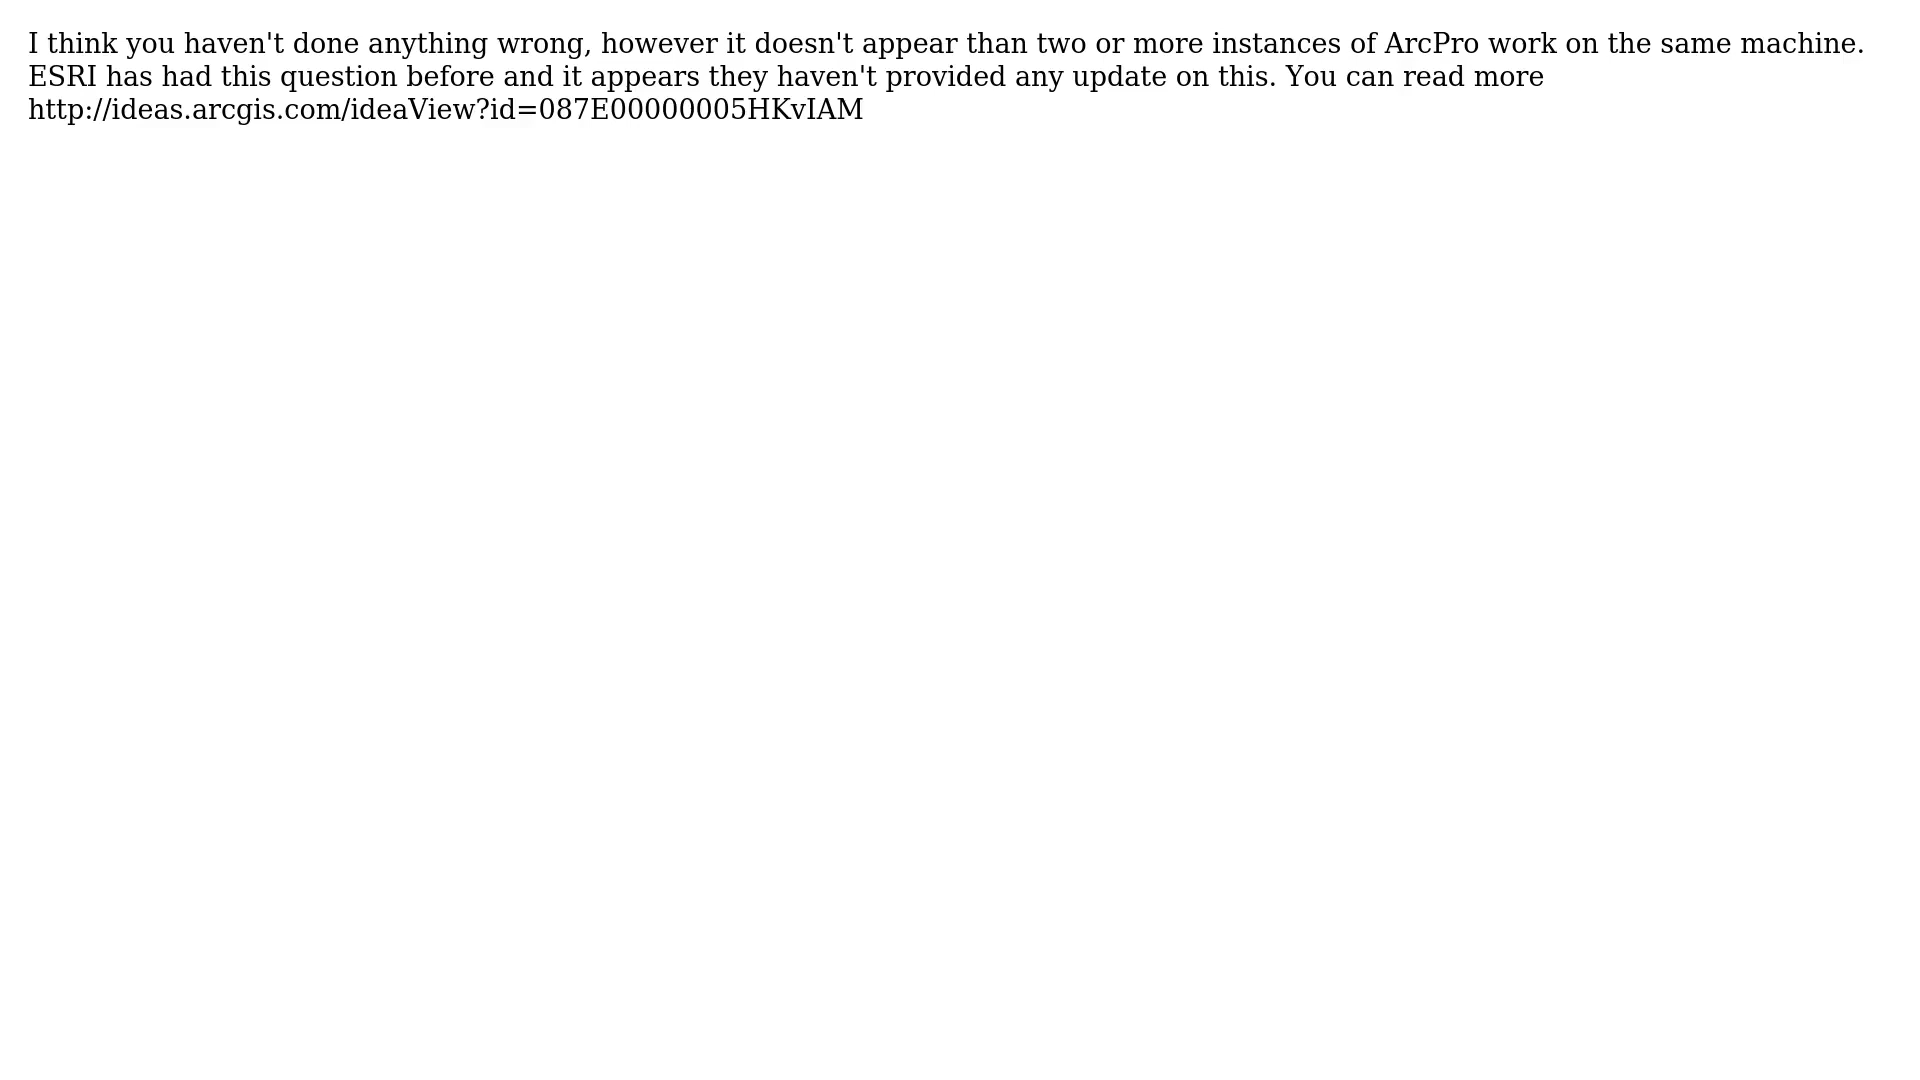 I think you haven't done anything wrong, however it doesn't appear than two or more instances of ArcPro work on the same machine.
ESRI has had this question before and it appears they haven't provided any update on this. You can read more
http://ideas.arcgis.com/ideaView?id=087E00000005HKvIAM